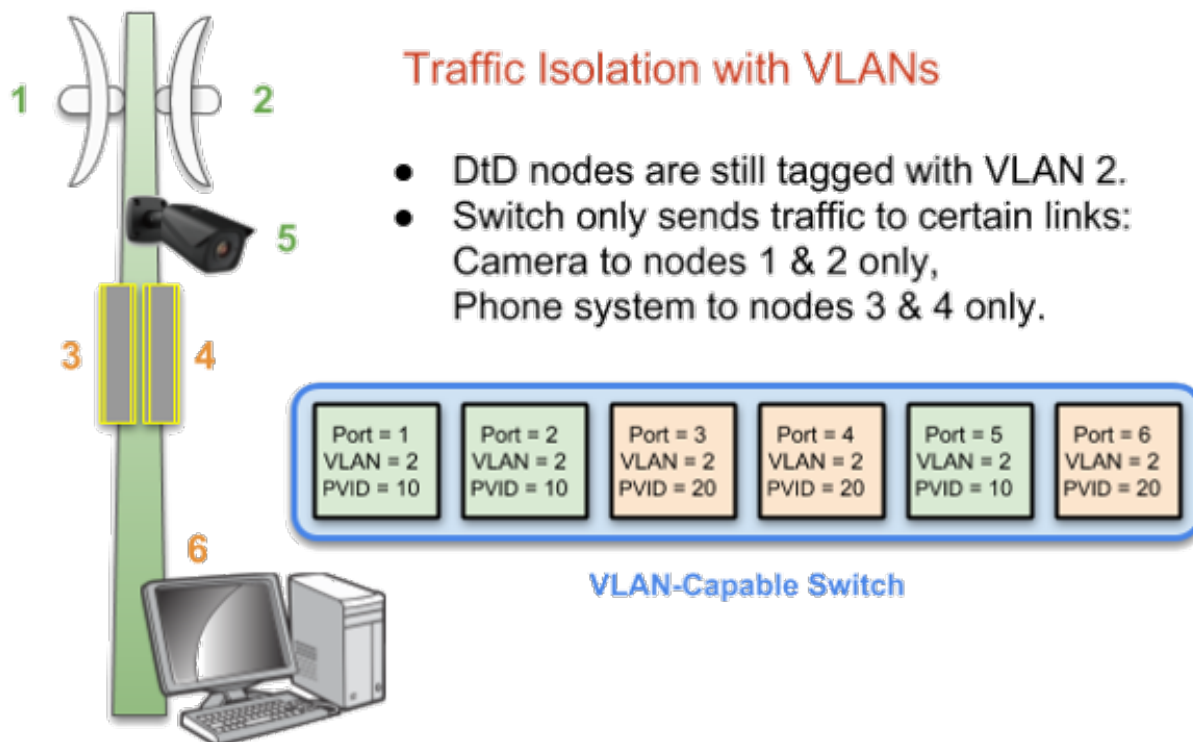 Traffic Isolation with VLANs
1
2
● DtD nodes are still tagged with VLAN 2.
● Switch only sends traffic to certain links:
Camera to nodes 1 & 2 only,
Phone system to nodes 3 & 4 only.
5
3
4
Port = 1
VLAN = 2
PVID = 10
Port = 2
VLAN = 2
PVID = 10
Port = 3
VLAN = 2
PVID = 20
Port = 4
VLAN = 2
PVID = 20
Port = 5
VLAN = 2
PVID = 10
Port = 6
VLAN = 2
PVID = 20
6
VLAN-Capable Switch